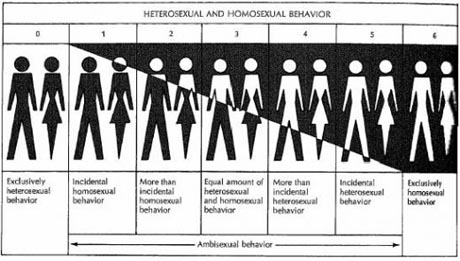 HETEROSEXUAL AND HOMOSEXUAL BEHAVIOR
0
1
2
3
4
5
6
Exclusively
heterosexual
behavior
Incidental
homosexual
behavior
More than
incidental
homosexual
behavior
Equal amount of
heterosexual
and homosexual
behavior
More than
incidental
heterosexual
behavior
Incidental
heterosexual
behavior
Exclusively
homosexual
behavior
Ambisexual behavior